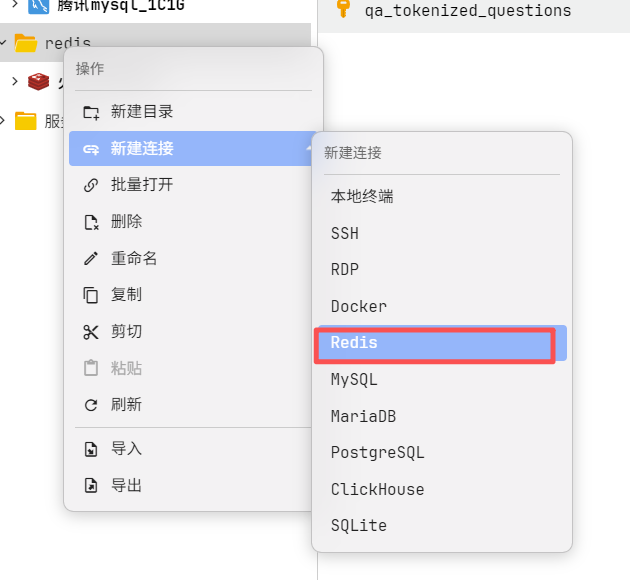 腾讯mysql_1C1G
qa_tokenized_questions
redis
服
操作
新建目录
新建连接
批量打开
删除
重命名
复制
剪切
粘贴
刷新
导入
导出
新建连接
本地终端
SSH
RDP
Docker
Redis
MySQL
MariaDB
PostgreSQL
ClickHouse
SQLite